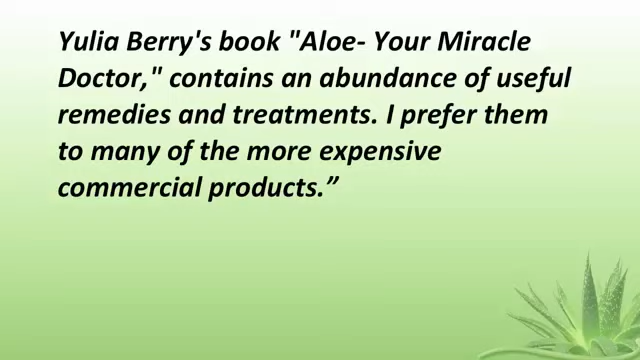 Yulia Berry's book "Aloe- Your Miracle
Doctor," contains an abundance of useful
remedies and treatments. I prefer them
to many of the more expensive
commercial products.”